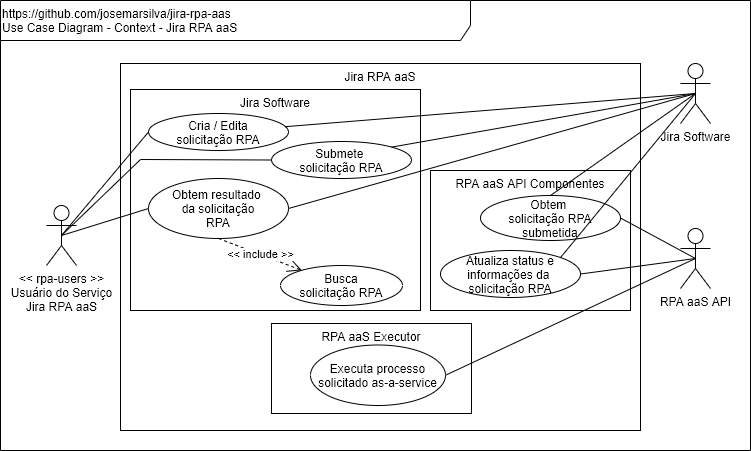 https://github.com/josemarsilva/jira-rpa-aas
Use Case Diagram - Context - Jira RPA aaS
Jira RPA aaS
Jira Software
Cria / Edita
solicitação RPA
Submete
solicitação RPA
Obtem resultado
da solicitação
RPA
<< include >>
Busca
solicitação RPA
RPA aaS API Componentes
Obtem
solicitação RPA
submetida
Atualiza status e
informações da
solicitação RPA
RPA aaS Executor
Executa processo
solicitado as-a-service
<< rpa-users >>
Usuário do Serviço
Jira RPA aaS
Jira Software
RPA aaS API